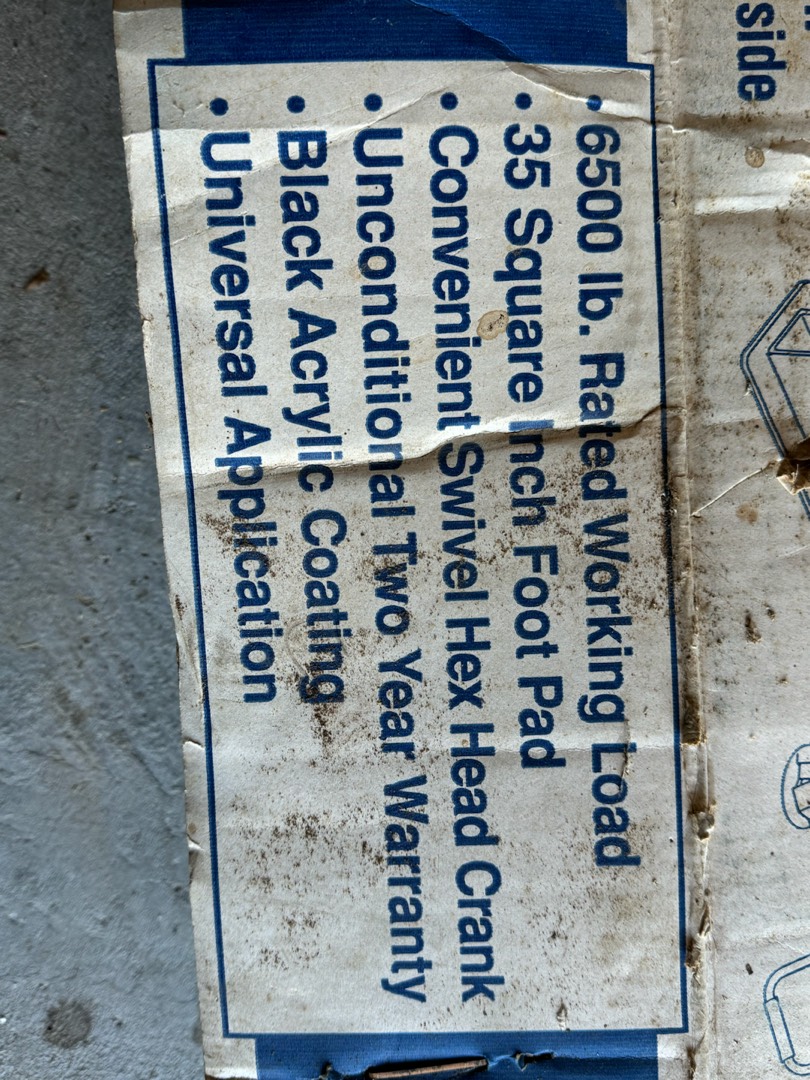 side
• 6500 lb. Rated Working Load
• 35 Square Inch Foot Pad
• Convenient Swivel Hex Head Crank
• Unconditional Two Year Warranty
• Black Acrylic Coating
• Universal Application